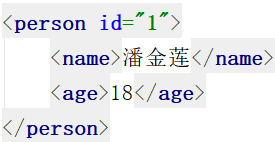 <person id="1">
    <name>潘金莲</name>
    <age>18</age>
</person>